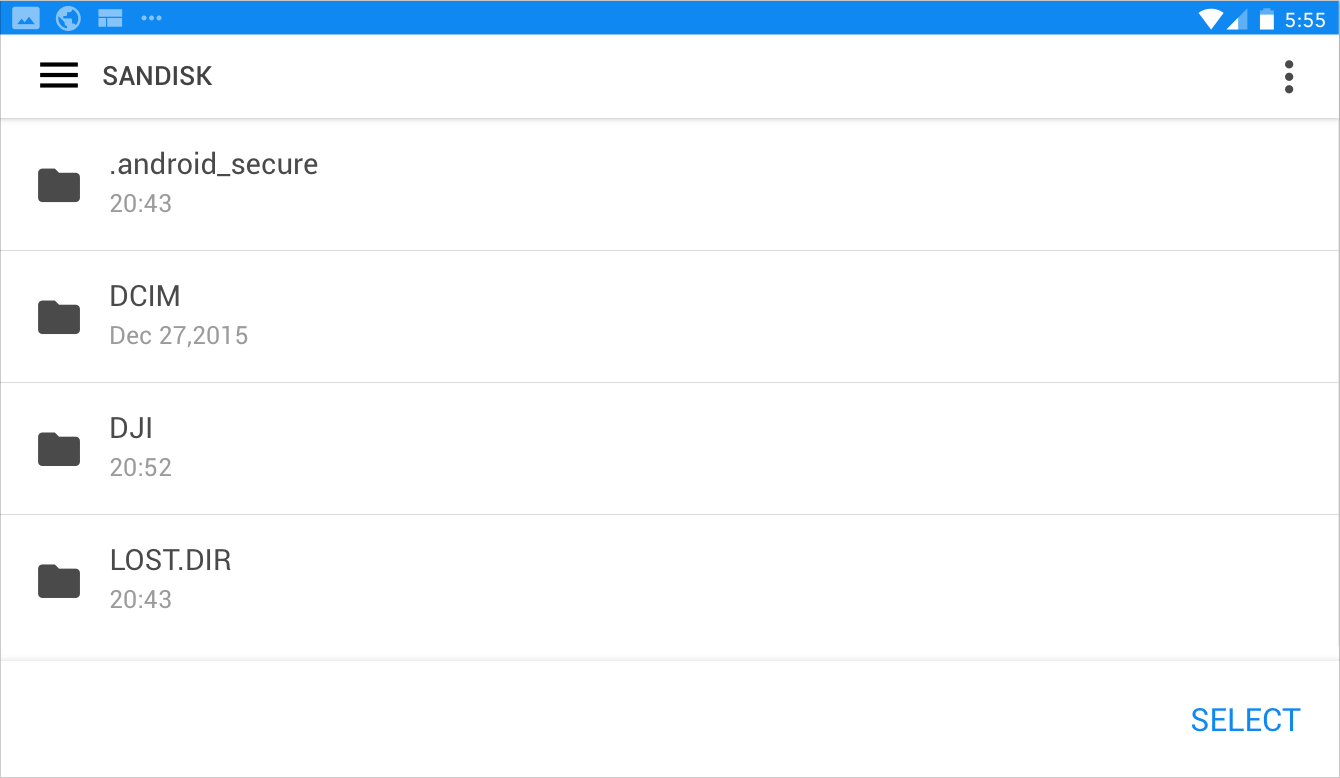 5:55
SANDISK
.android_secure
20:43
DCIM
Dec 27,2015
DJI
20:52
LOST.DIR
20:43
SELECT